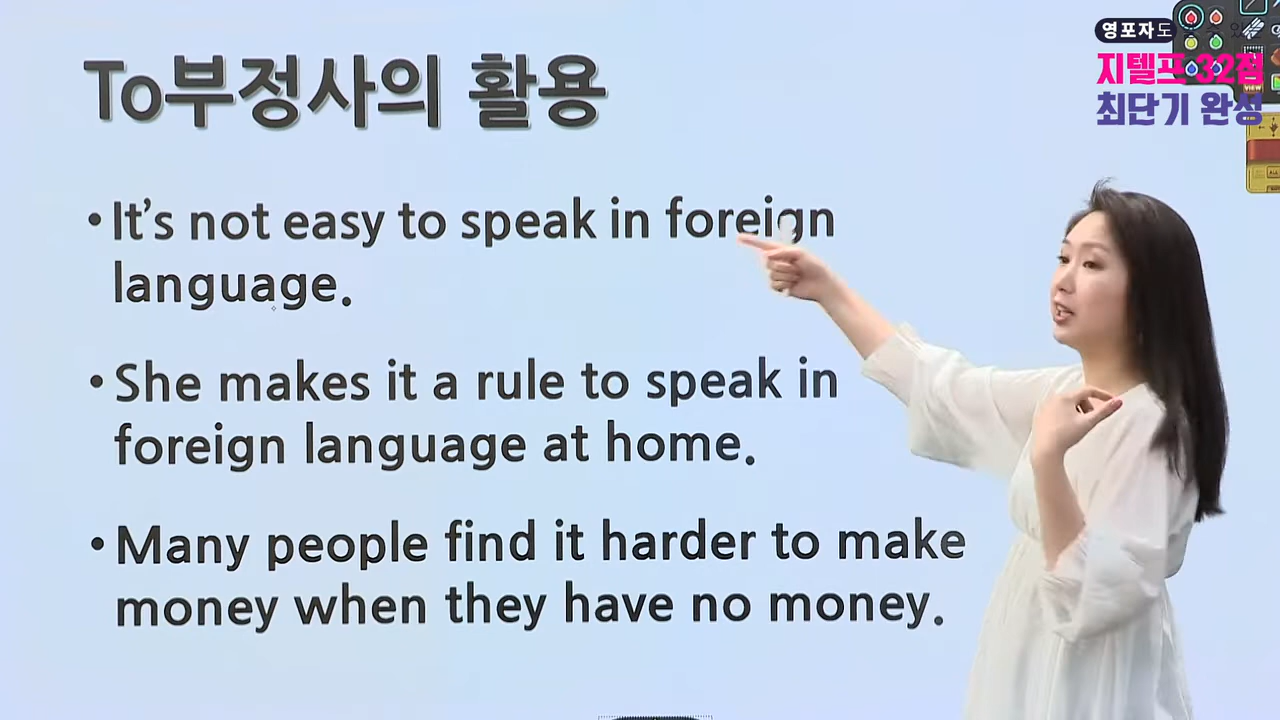 To부정사의 활용
영포자도
지텔프 32점
최단기 완성
•It's not easy to speak in foreign
language.
•She makes it a rule to speak in
foreign language at home.
•Many people find it harder to make
money when they have no money.
VIEW